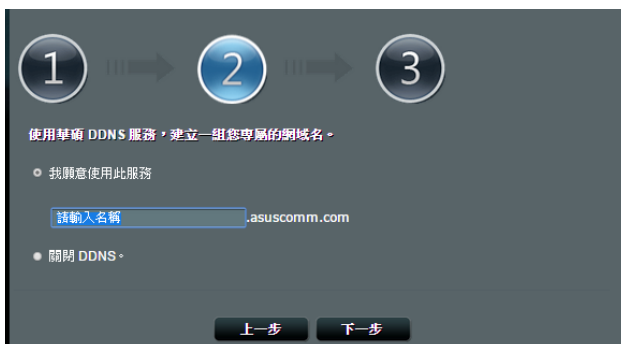 1 2 3
使用華碩 DDNS 服務，建立一組您專屬的網域名。
我願意使用此服務
請輸入名稱 .asuscomm.com
關閉 DDNS。
上一步 下一步